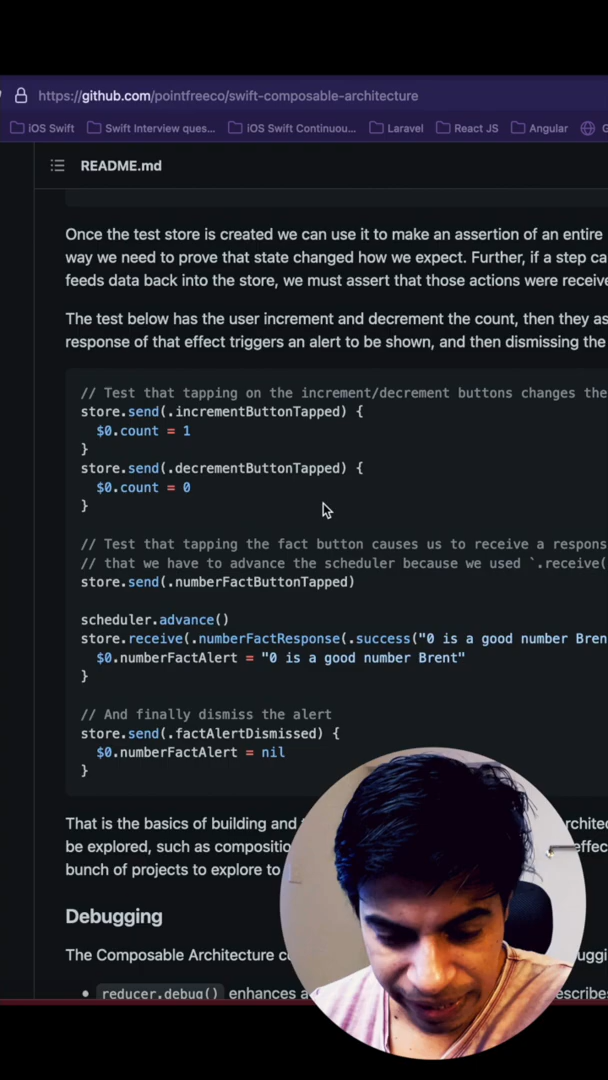 https://github.com/pointfreeco/swift-composable-architecture
iOS Swift Swift Interview ques... iOS Swift Continuou... Laravel React JS Angular
README.md
Once the test store is created we can use it to make an assertion of an entire
way we need to prove that state changed how we expect. Further, if a step ca
feeds data back into the store, we must assert that those actions were receive
The test below has the user increment and decrement the count, then they as
response of that effect triggers an alert to be shown, and then dismissing the
// Test that tapping on the increment/decrement buttons changes the
store.send(.incrementButtonTapped) {
$0.count = 1
}
store.send(.decrementButtonTapped) {
$0.count = 0
}
// Test that tapping the fact button causes us to receive a respons
// that we have to advance the scheduler because we used `.receive(
store.send(.numberFactButtonTapped)
scheduler.advance()
store.receive(.numberFactResponse(.success("0 is a good number Bren
$0.numberFactAlert = "0 is a good number Brent"
}
// And finally dismiss the alert
store.send(.factAlertDismissed) {
$0.numberFactAlert = nil
}
That is the basics of building and
be explored, such as compositio effec
bunch of projects to explore to
Debugging
The Composable Architecture c
reducer.debug() enhances a escribes